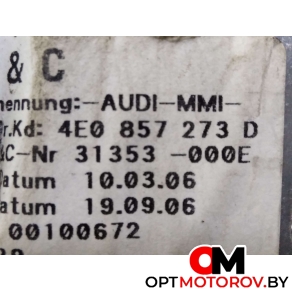 & C
nennung:-AUDI-MMI-
r.Kd: 4E0 857 273 D
&C-Nr 31353 -000E
Datum 10.03.06
atum 19.09.06
00100672
OPTMOTOROV.BY